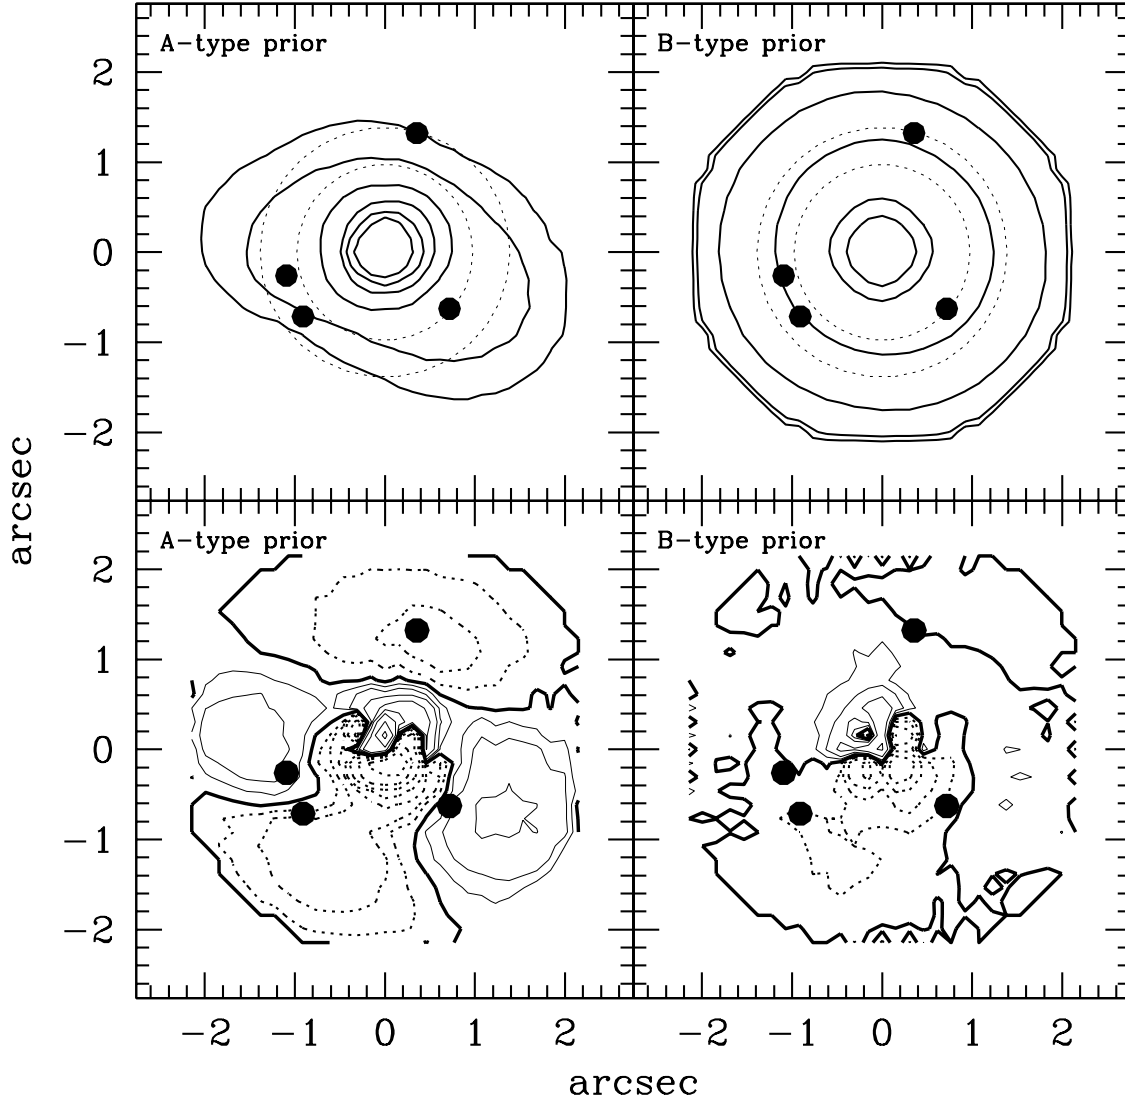 A-type prior
B-type prior
2
1
0
−1
−2
arcsec
A-type prior
B-type prior
2
1
0
−1
−2
−2 −1 0 1 2 −2 −1 0 1 2
arcsec